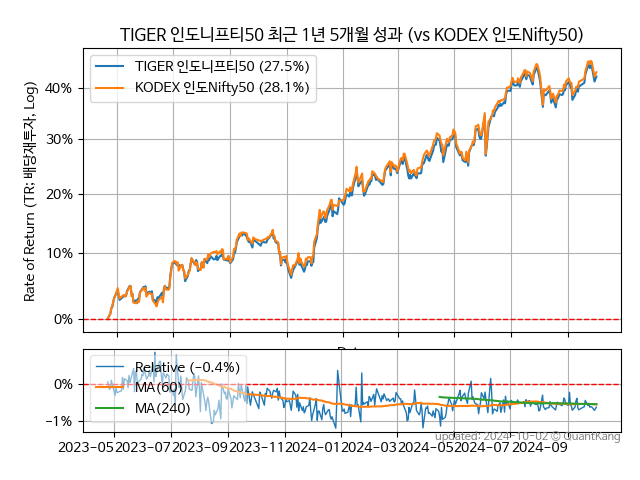 TIGER 인도니프티50 최근 1년 5개월 성과 (vs KODEX 인도Nifty50)
Rate of Return (TR: 배당재투자, Log)
TIGER 인도니프티50 (27.5%)
KODEX 인도Nifty50 (28.1%)
40%
30%
20%
10%
0%
Relative (−0.4%)
MA(60)
MA(240)
0%
−1%
updated: 2024-10-02 © QuantKang
2023-05 2023-07 2023-09 2023-11 2024-01 2024-03 2024-05 2024-07 2024-09